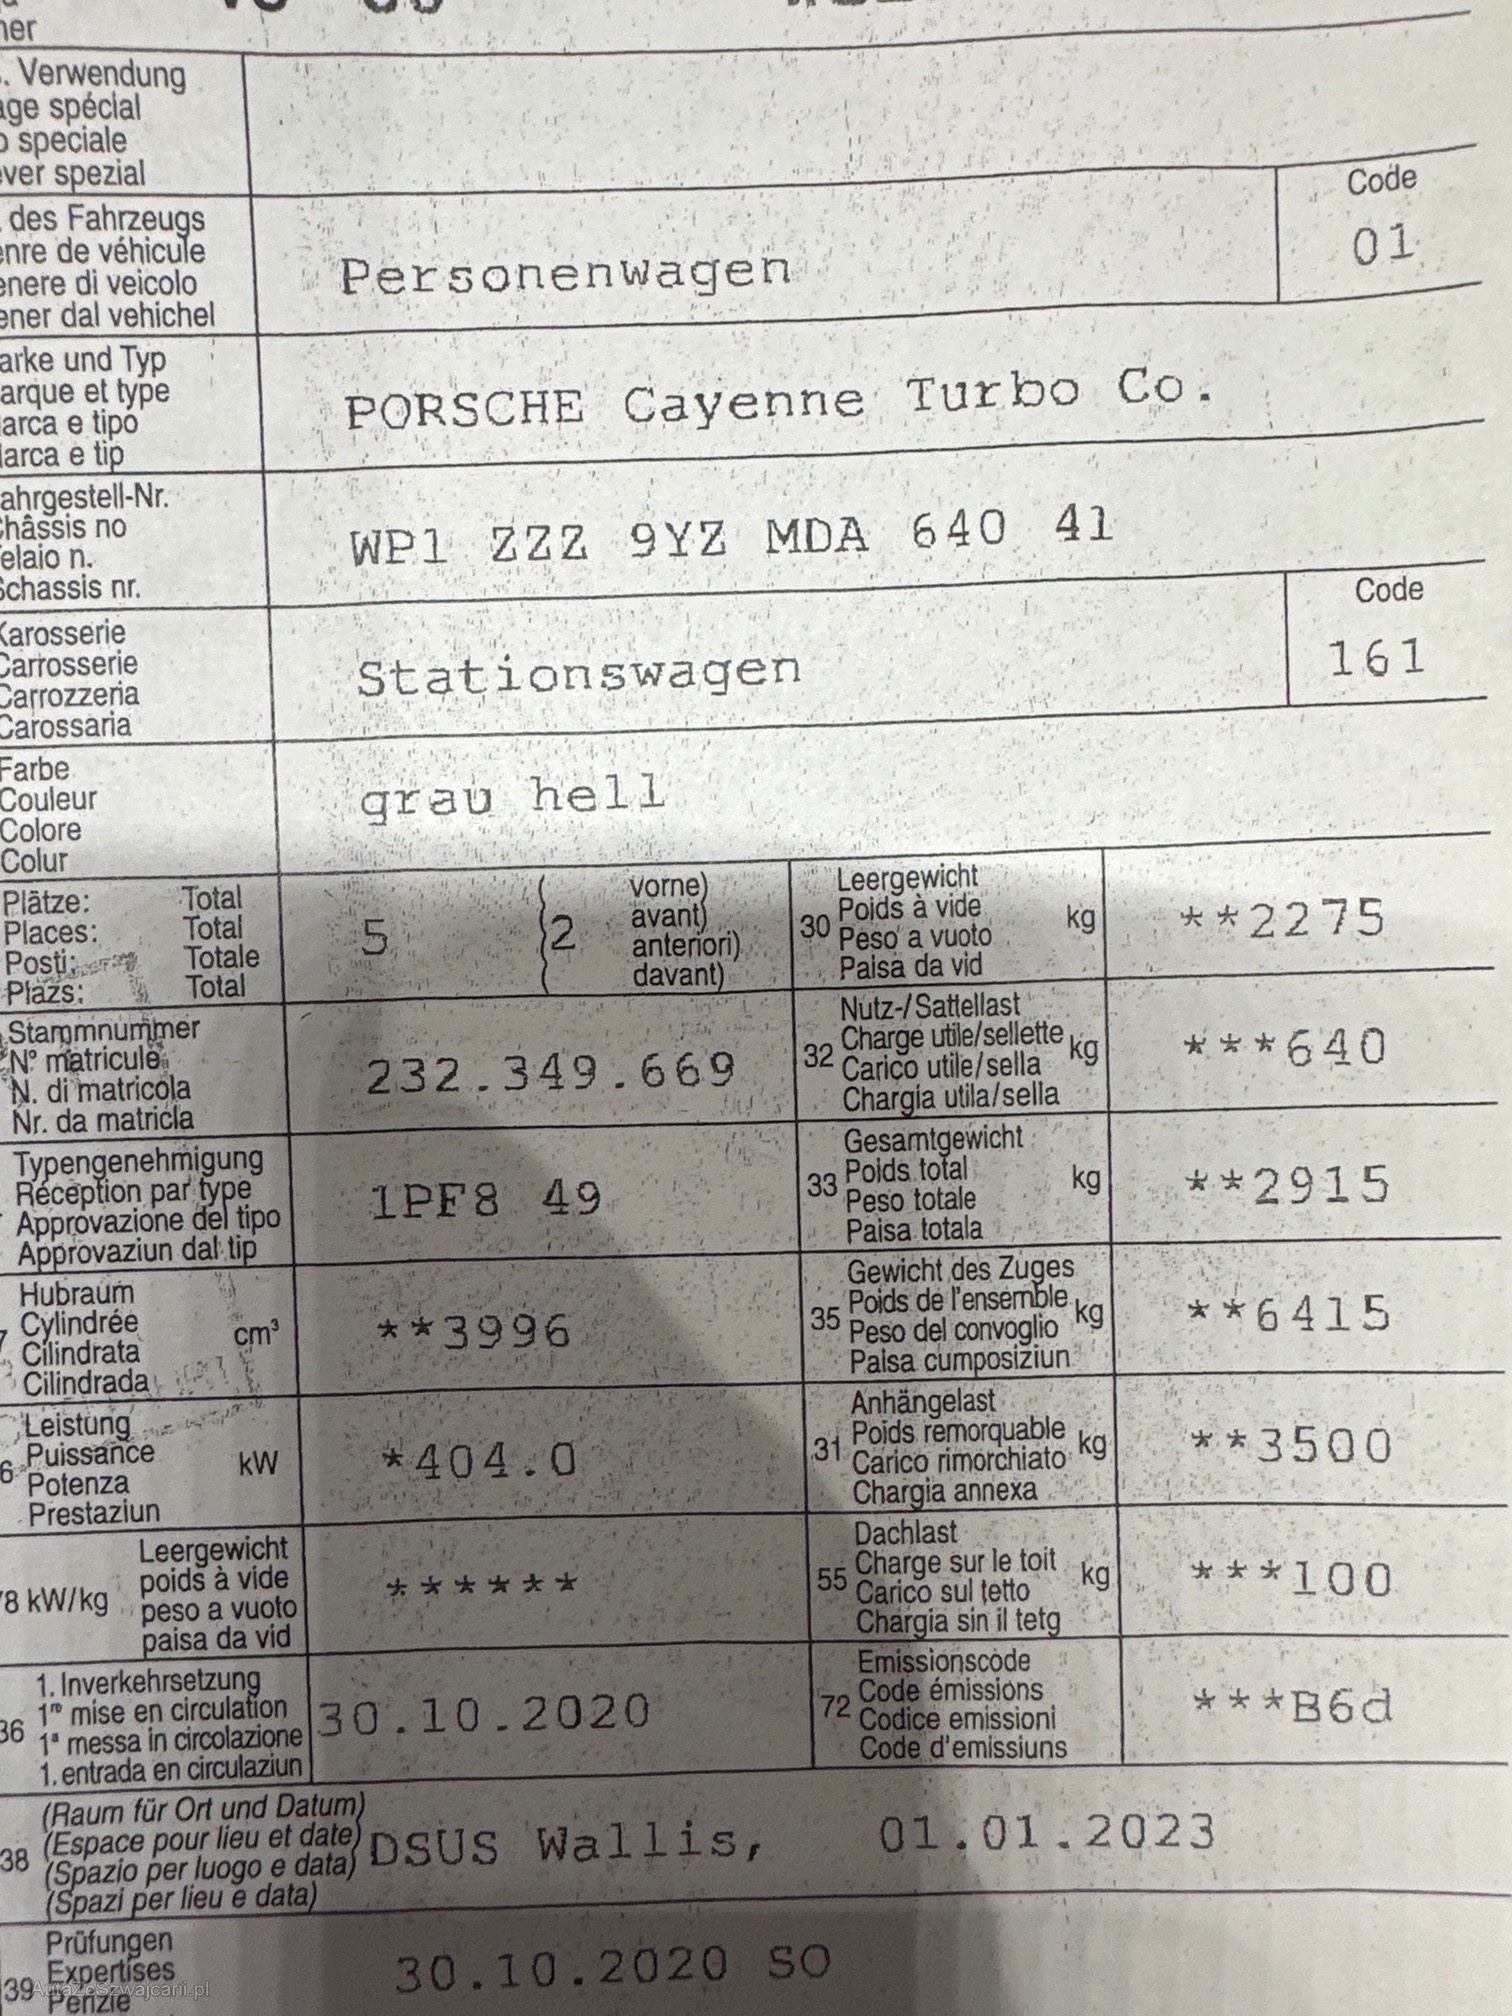 . Verwendung
spécial
speciale
spezial
des Fahrzeugs
de véhicule
di veicolo
dal vehichel
Personenwagen
Code
01
und Typ
et type
e tipo
e tip
PORSCHE Cayenne Turbo Co.
ahrgestell-Nr.
Châssis no
elaio n.
Schassis nr.
WP1 ZZZ 9YZ MDA 640 41
Karosserie
Carrosserie
Carrozzeria
Carossaria
Stationswagen
Code
161
Farbe
Couleur
Colore
Colur
grau hell
Plätze: Total
Places: Total
Posti: Totale
Plazs: Total
5
2
vorne)
avant)
anteriori)
davant)
30
Leergewicht
Poids à vide
Peso a vuoto
Paisa da vid
kg
**2275
Stammnummer
N° matricule
N. di matricola
Nr. da matricla
232.349.669
32
Nutz-/Sattellast
Charge utile/sellette
Carico utile/sella
Chargia utila/sella
kg
***640
Typengenehmigung
Réception par type
Approvazione del tipo
Approvaziun dal tip
1PF8 49
33
Gesamtgewicht
Poids total
Peso totale
Paisa totala
kg
**2915
Hubraum
Cylindrée
Cilindrata
Cilindrada
cm³
**3996
35
Gewicht des Zuges
Poids de l'ensemble
Peso del convoglio
Paisa cumposiziun
kg
**6415
Leistung
Puissance
Potenza
Prestaziun
kW
*404.0
31
Anhängelast
Poids remorquable
Carico rimorchiato
Chargia annexa
kg
**3500
kW/kg
Leergewicht
poids à vide
peso a vuoto
paisa da vid
******
55
Dachlast
Charge sur le toit
Carico sul tetto
Chargia sin il tetg
kg
***100
36
1. Inverkehrsetzung
1re mise en circulation
1a messa in circolazione
1. entrada en circulaziun
30.10.2020
72
Emissionscode
Code émissions
Codice emissioni
Code d'emissiuns
***B6d
38
(Raum für Ort und Datum)
(Espace pour lieu et date)
(Spazio per luogo e data)
(Spazi per lieu e data)
DSUS Wallis, 01.01.2023
39
Prüfungen
Expertises
Perizie
30.10.2020 SO
AutaZeSzwajcarii.pl